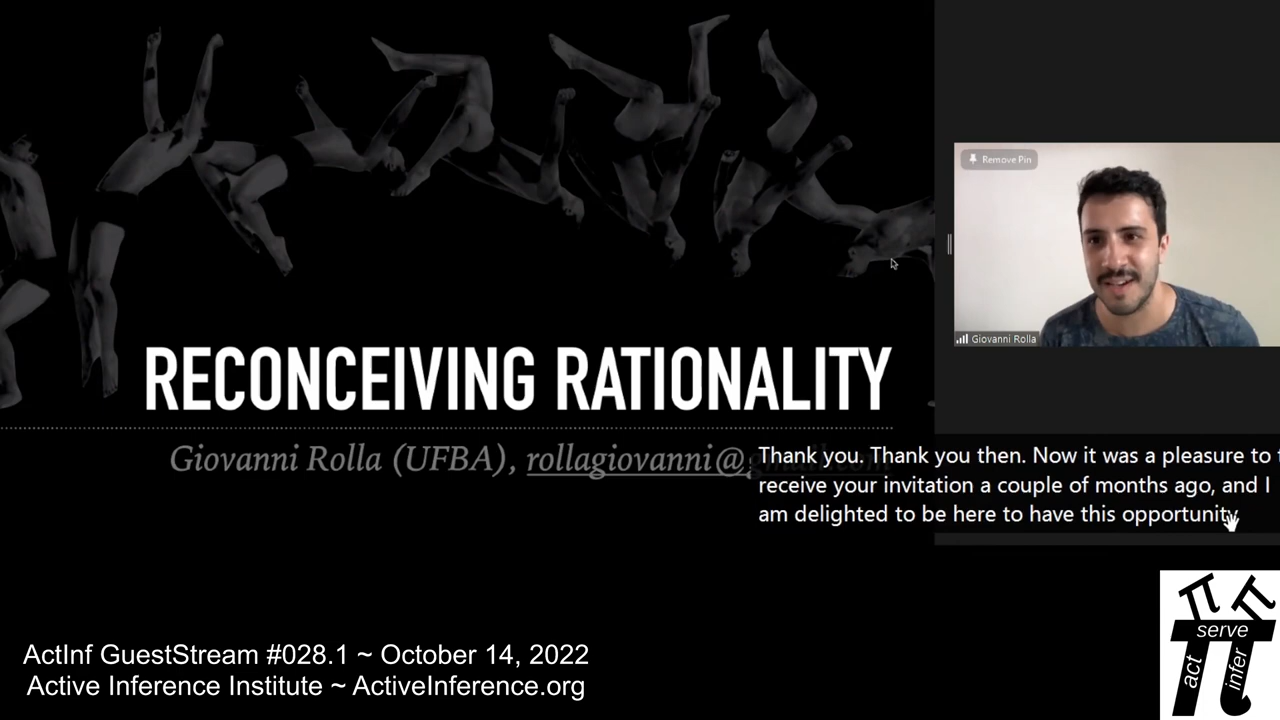 Remove Pin
Giovanni Rolla
RECONCEIVING RATIONALITY
Giovanni Rolla (UFBA), rollagiovanni@
Thank you. Thank you then. Now it was a pleasure to
receive your invitation a couple of months ago, and I
am delighted to be here to have this opportunity
serve
act
infer
ActInf GuestStream #028.1 ~ October 14, 2022
Active Inference Institute ~ ActiveInference.org